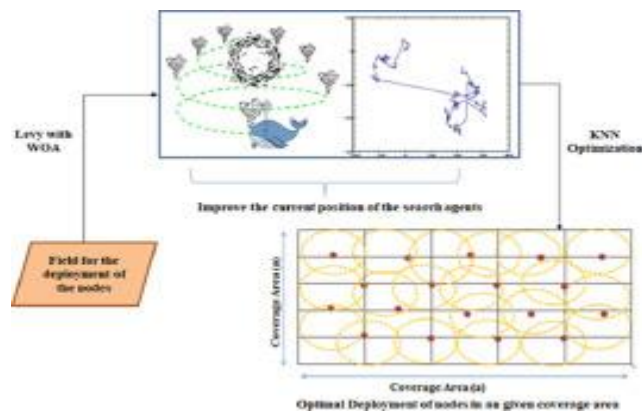 Levy with
WOA
KNN
Optimization
Improve the current position of the search agents
Field for the
deployment of
the nodes
Coverage Area (n)
Coverage Area (n)
Optimal Deployment of nodes in an given coverage area